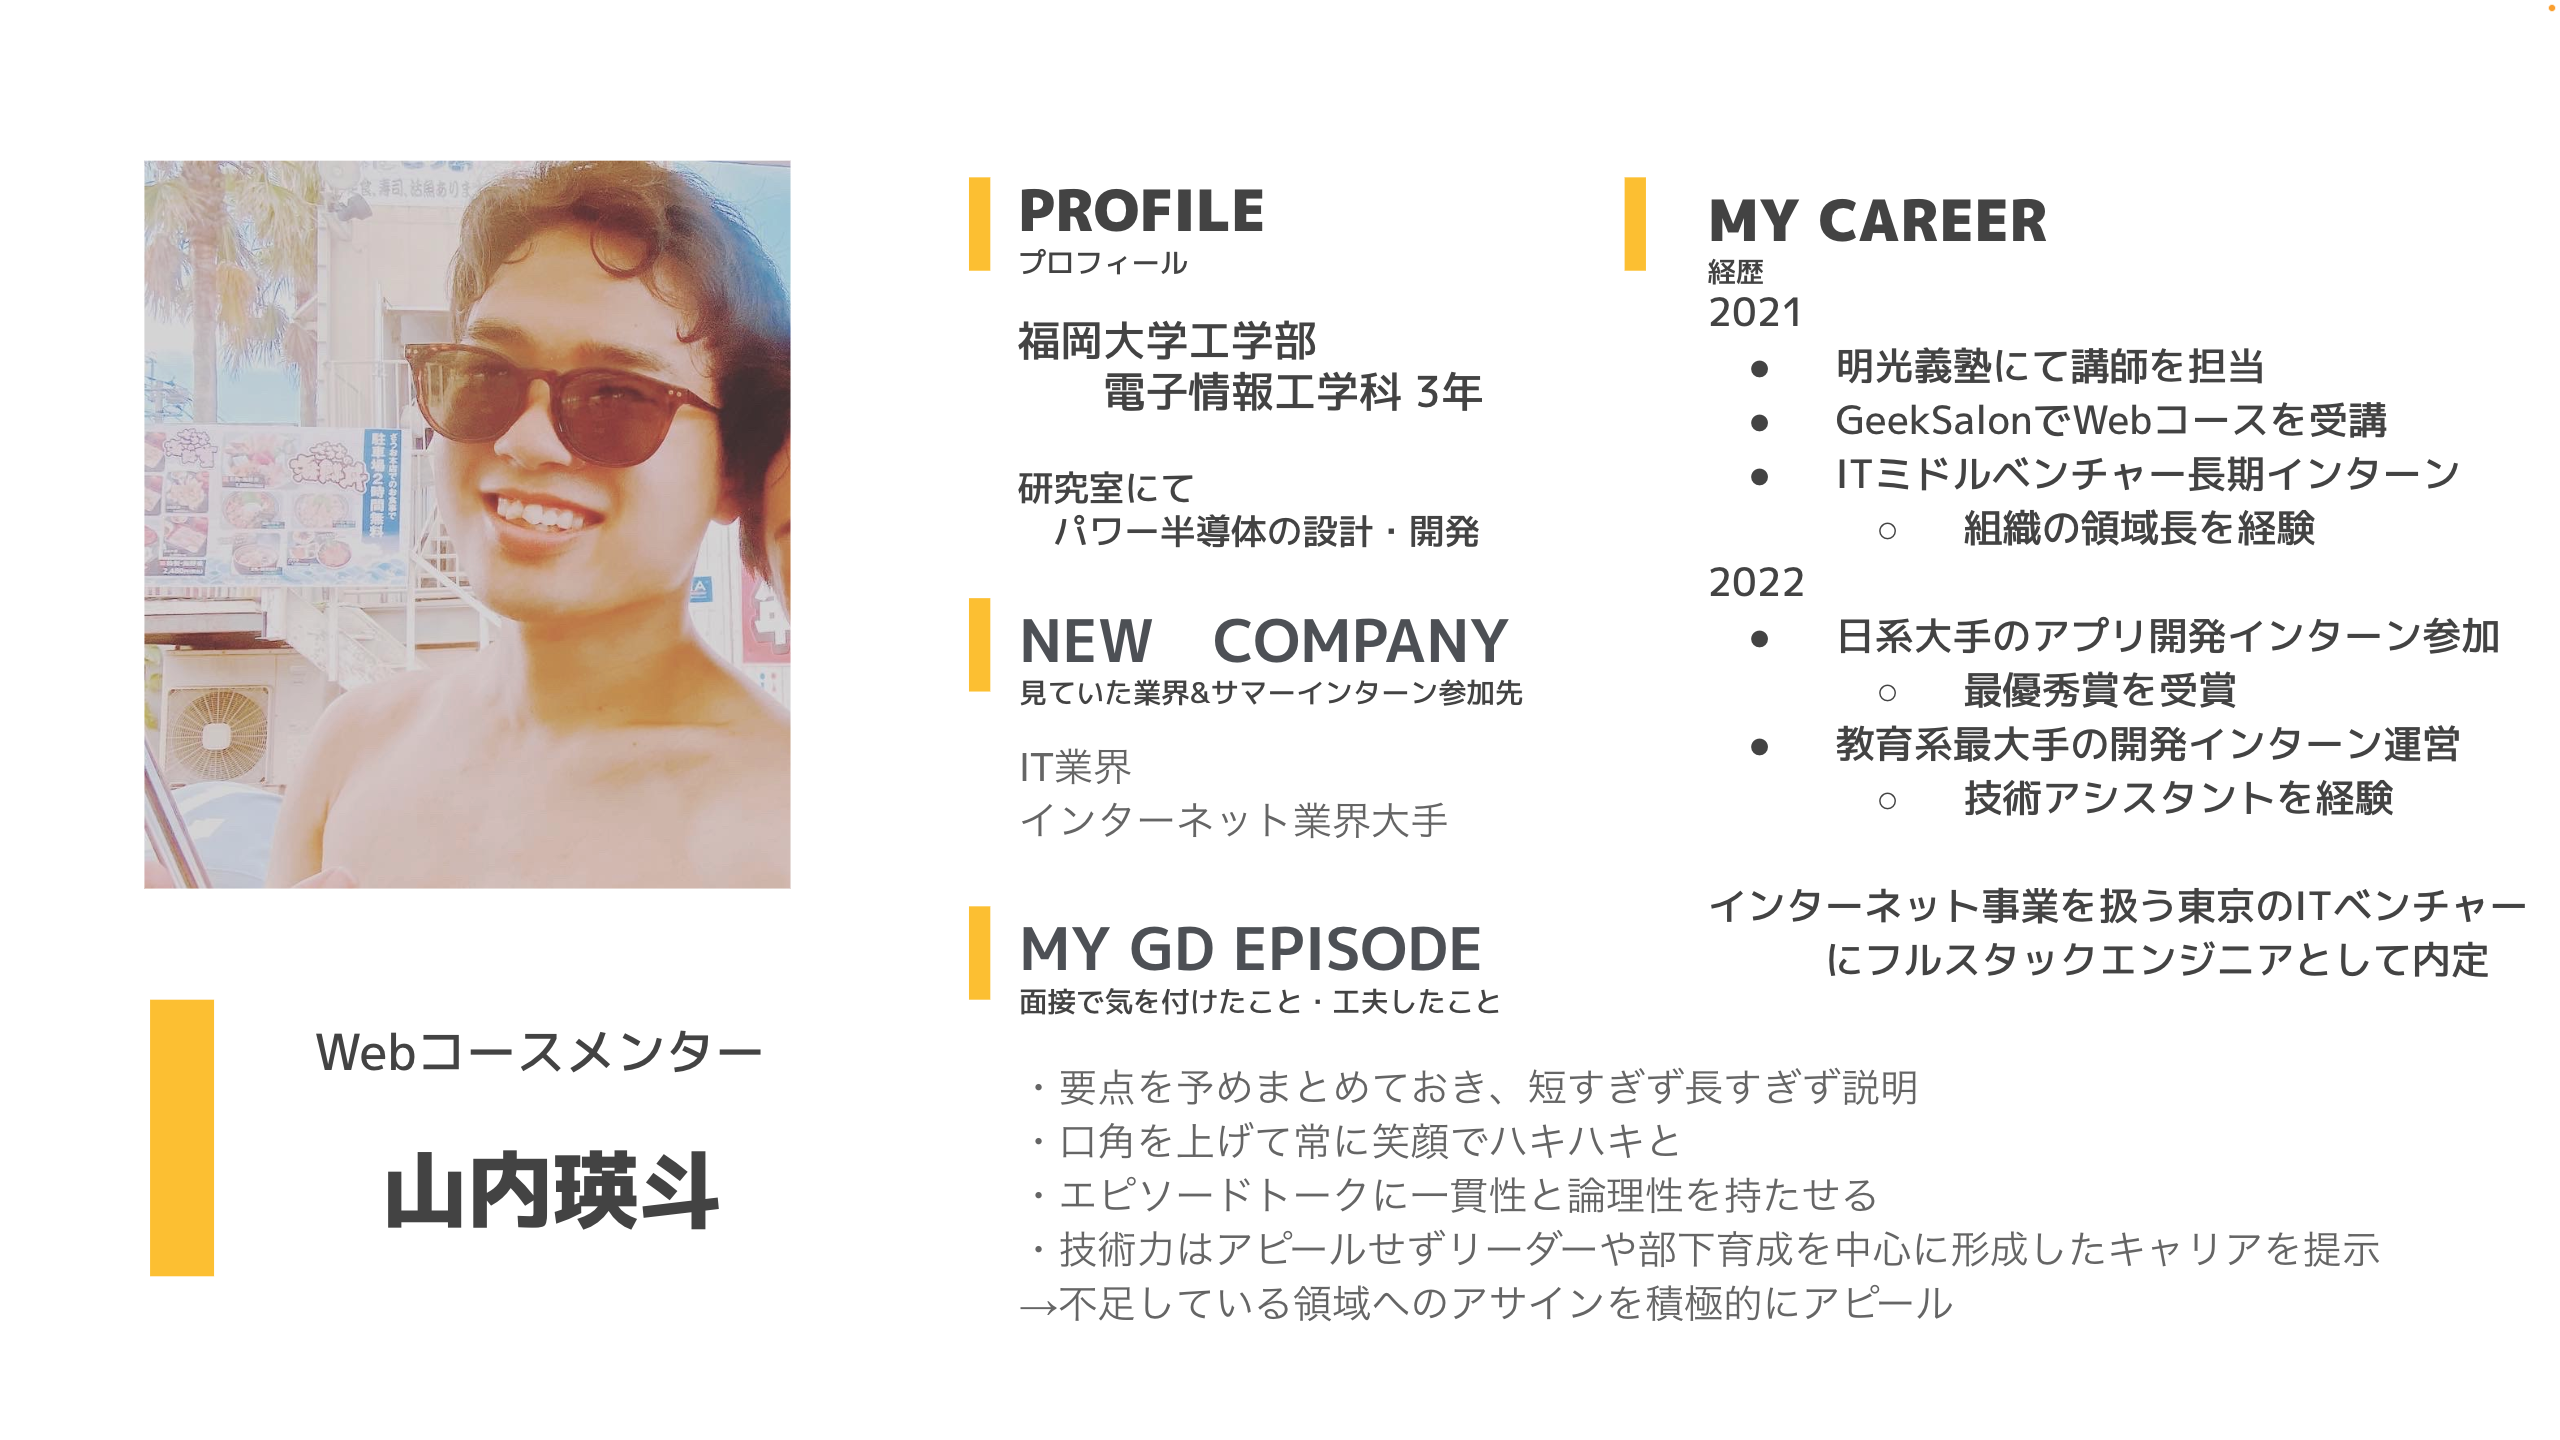 食、寿司、活魚あります
駐車場2時間無料
Webコースメンター
山内瑛斗
PROFILE
プロフィール
福岡大学工学部
電子情報工学科 3年
研究室にて
パワー半導体の設計・開発
NEW　COMPANY
見ていた業界&サマーインターン参加先
IT業界
インターネット業界大手
MY GD EPISODE
面接で気を付けたこと・工夫したこと
・要点を予めまとめておき、短すぎず長すぎず説明
・口角を上げて常に笑顔でハキハキと
・エピソードトークに一貫性と論理性を持たせる
・技術力はアピールせずリーダーや部下育成を中心に形成したキャリアを提示
→不足している領域へのアサインを積極的にアピール
MY CAREER
経歴
2021
● 明光義塾にて講師を担当
● GeekSalonでWebコースを受講
● ITミドルベンチャー長期インターン
○ 組織の領域長を経験
2022
● 日系大手のアプリ開発インターン参加
○ 最優秀賞を受賞
● 教育系最大手の開発インターン運営
○ 技術アシスタントを経験
インターネット事業を扱う東京のITベンチャー
にフルスタックエンジニアとして内定